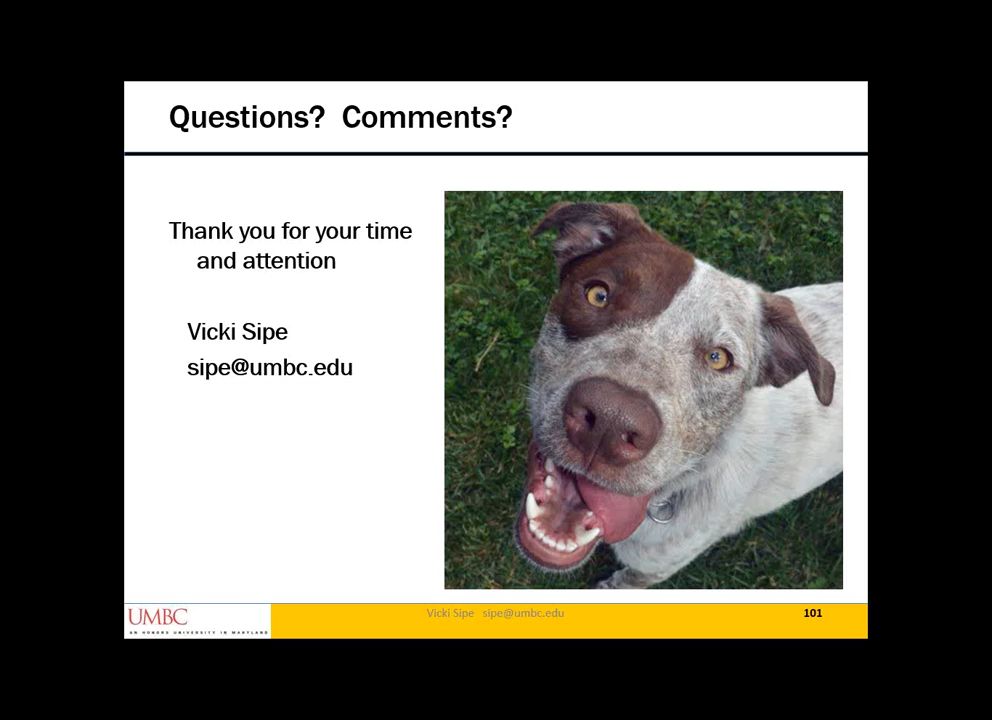 Questions?  Comments?
Thank you for your time
and attention
Vicki Sipe
sipe@umbc.edu
UMBC
AN HONORS UNIVERSITY IN MARYLAND
Vicki Sipe   sipe@umbc.edu
101